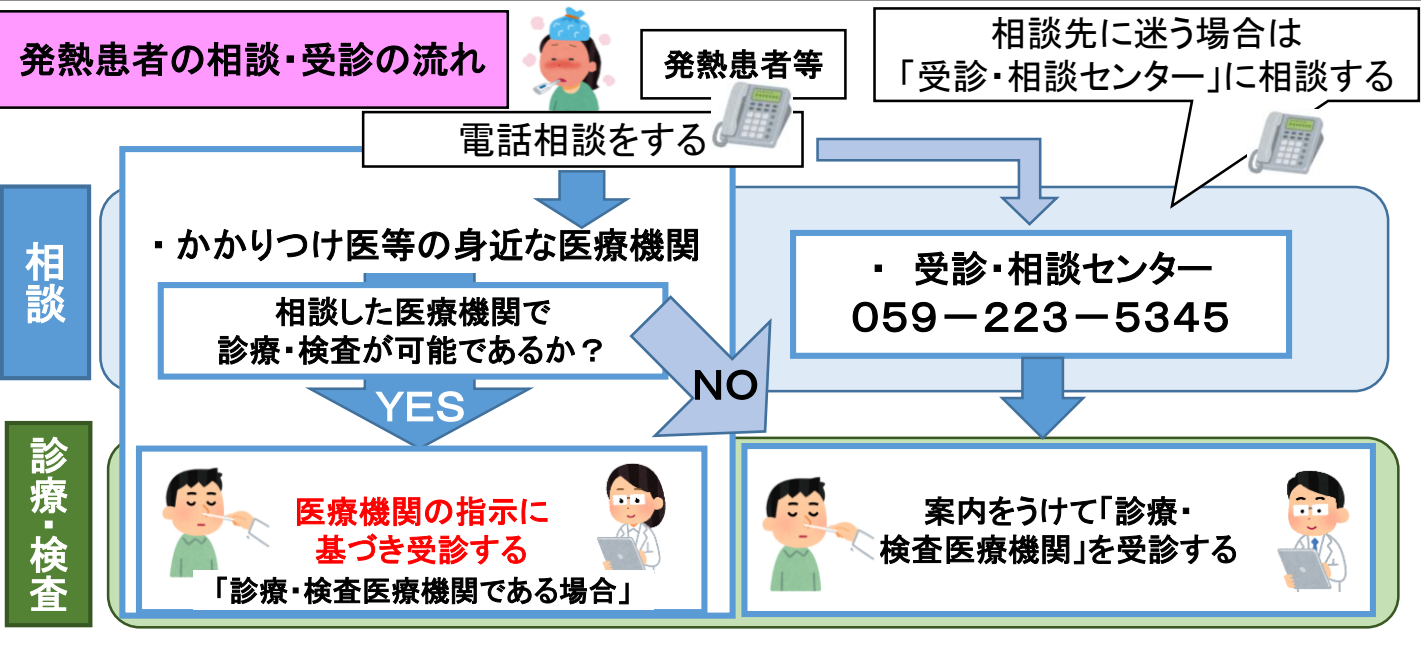 発熱患者の相談・受診の流れ
発熱患者等
相談先に迷う場合は
「受診・相談センター」に相談する
電話相談をする
相談
・かかりつけ医等の身近な医療機関
相談した医療機関で
診療・検査が可能であるか？
YES
NO
・ 受診・相談センター
０５９－２２３－５３４５
診療・検査
医療機関の指示に
基づき受診する
「診療・検査医療機関である場合」
案内をうけて「診療・
検査医療機関」を受診する